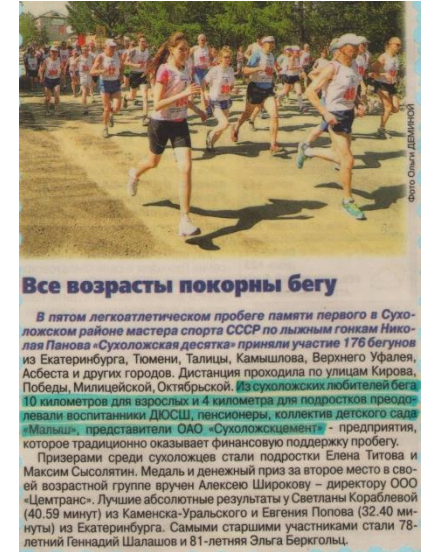 Фото Ольги ДЕМИНОЙ
Все возрасты покорны бегу
В пятом легкоатлетическом пробеге памяти первого в Сухо-
ложском районе мастера спорта СССР по лыжным гонкам Нико-
лая Панова «Сухоложская десятка» приняли участие 176 бегунов
из Екатеринбурга, Тюмени, Талицы, Камышлова, Верхнего Уфалея,
Асбеста и других городов. Дистанция проходила по улицам Кирова,
Победы, Милицейской, Октябрьской. Из сухоложских любителей бега
10 километров для взрослых и 4 километра для подростков преодо-
левали воспитанники ДЮСШ, пенсионеры, коллектив детского сада
«Малыш», представители ОАО «Сухоложскцемент» - предприятия,
которое традиционно оказывает финансовую поддержку пробегу.
Призерами среди сухоложцев стали подростки Елена Титова и
Максим Сысолятин. Медаль и денежный приз за второе место в сво-
ей возрастной группе вручен Алексею Широкову – директору ООО
«Цемтранс». Лучшие абсолютные результаты у Светланы Кораблевой
(40.59 минут) из Каменска-Уральского и Евгения Попова (32.40 ми-
нуты) из Екатеринбурга. Самыми старшими участниками стали 78-
летний Геннадий Шалашов и 81-летняя Эльга Беркгольц.